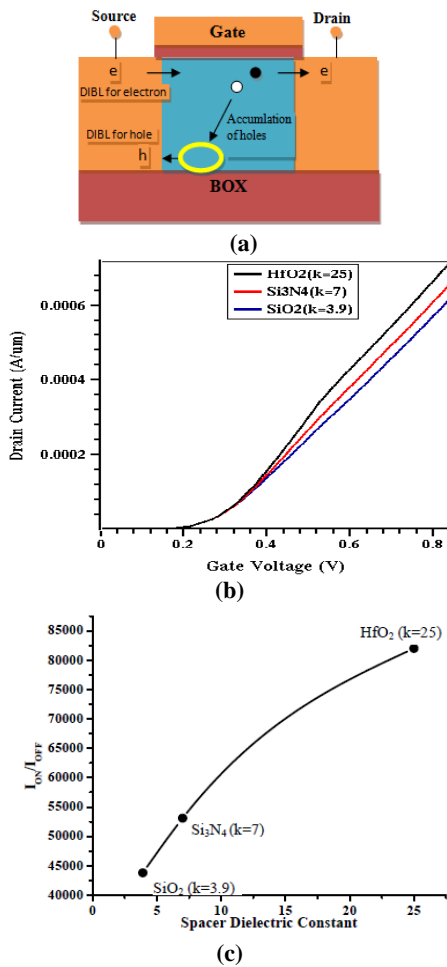 Source
Drain
Gate
e
e
DIBL for electron
Accumlation
of holes
DIBL for hole
h
BOX
(a)
HfO2(k=25)
Si3N4(k=7)
SiO2(k=3.9)
0.0006
0.0004
0.0002
Drain Current (A/um)
0
0.2
0.4
0.6
0.8
Gate Voltage (V)
(b)
85000
80000
75000
70000
65000
60000
55000
50000
45000
40000
I_ON/I_OFF
HfO₂ (k=25)
Si₃N₄(k=7)
SiO₂ (k=3.9)
0
5
10
15
20
25
Spacer Dielectric Constant
(c)